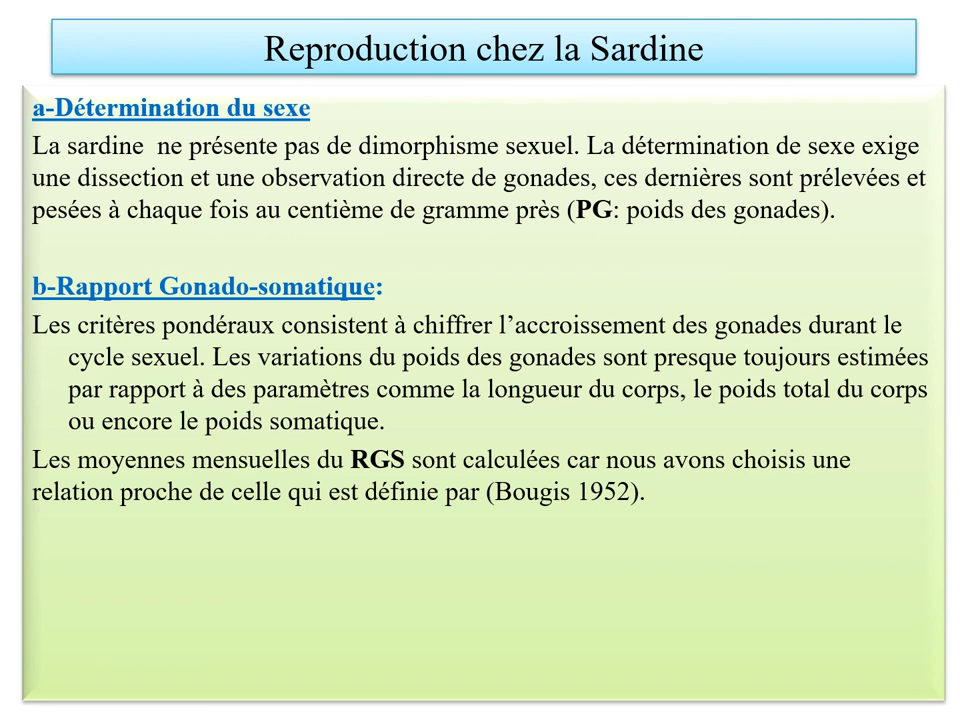 Reproduction chez la Sardine
a-Détermination du sexe
La sardine  ne présente pas de dimorphisme sexuel. La détermination de sexe exige
une dissection et une observation directe de gonades, ces dernières sont prélevées et
pesées à chaque fois au centième de gramme près (PG: poids des gonades).
b-Rapport Gonado-somatique:
Les critères pondéraux consistent à chiffrer l’accroissement des gonades durant le
cycle sexuel. Les variations du poids des gonades sont presque toujours estimées
par rapport à des paramètres comme la longueur du corps, le poids total du corps
ou encore le poids somatique.
Les moyennes mensuelles du RGS sont calculées car nous avons choisis une
relation proche de celle qui est définie par (Bougis 1952).